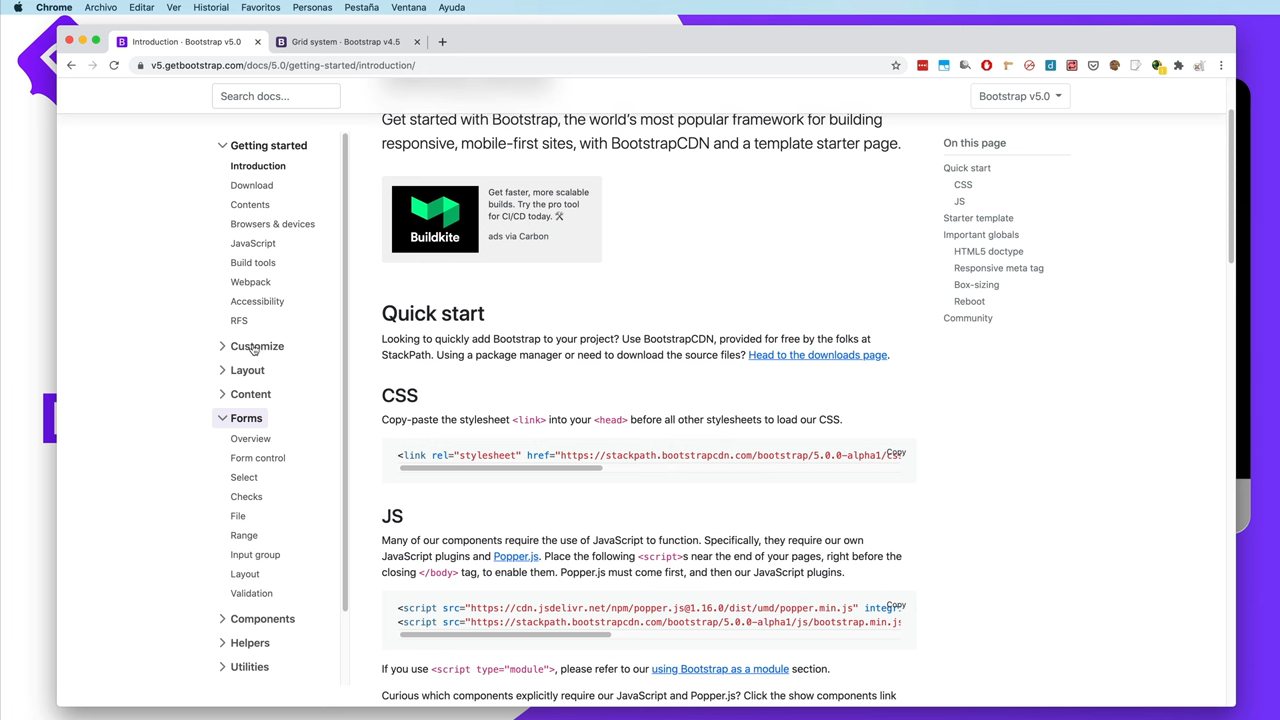 Chrome Archivo Editar Ver Historial Favoritos Personas Pestaña Ventana Ayuda
Introduction · Bootstrap v5.0
Grid system · Bootstrap v4.5
v5.getbootstrap.com/docs/5.0/getting-started/introduction/
Search docs...
Bootstrap v5.0
Getting started
Introduction
Download
Contents
Browsers & devices
JavaScript
Build tools
Webpack
Accessibility
RFS
Customize
Layout
Content
Forms
Overview
Form control
Select
Checks
File
Range
Input group
Layout
Validation
Components
Helpers
Utilities
Get started with Bootstrap, the world's most popular framework for building
responsive, mobile-first sites, with BootstrapCDN and a template starter page.
Buildkite
Get faster, more scalable
builds. Try the pro tool
for CI/CD today. 🛠
ads via Carbon
Quick start
Looking to quickly add Bootstrap to your project? Use BootstrapCDN, provided for free by the folks at
StackPath. Using a package manager or need to download the source files? Head to the downloads page.
CSS
Copy-paste the stylesheet <link> into your <head> before all other stylesheets to load our CSS.
Copy
<link rel="stylesheet" href="https://stackpath.bootstrapcdn.com/bootstrap/5.0.0-alpha1/cs
JS
Many of our components require the use of JavaScript to function. Specifically, they require our own
JavaScript plugins and Popper.js. Place the following <script>s near the end of your pages, right before the
closing </body> tag, to enable them. Popper.js must come first, and then our JavaScript plugins.
Copy
<script src="https://cdn.jsdelivr.net/npm/popper.js@1.16.0/dist/umd/popper.min.js" integr
<script src="https://stackpath.bootstrapcdn.com/bootstrap/5.0.0-alpha1/js/bootstrap.min.js
If you use <script type="module">, please refer to our using Bootstrap as a module section.
Curious which components explicitly require our JavaScript and Popper.js? Click the show components link
On this page
Quick start
CSS
JS
Starter template
Important globals
HTML5 doctype
Responsive meta tag
Box-sizing
Reboot
Community